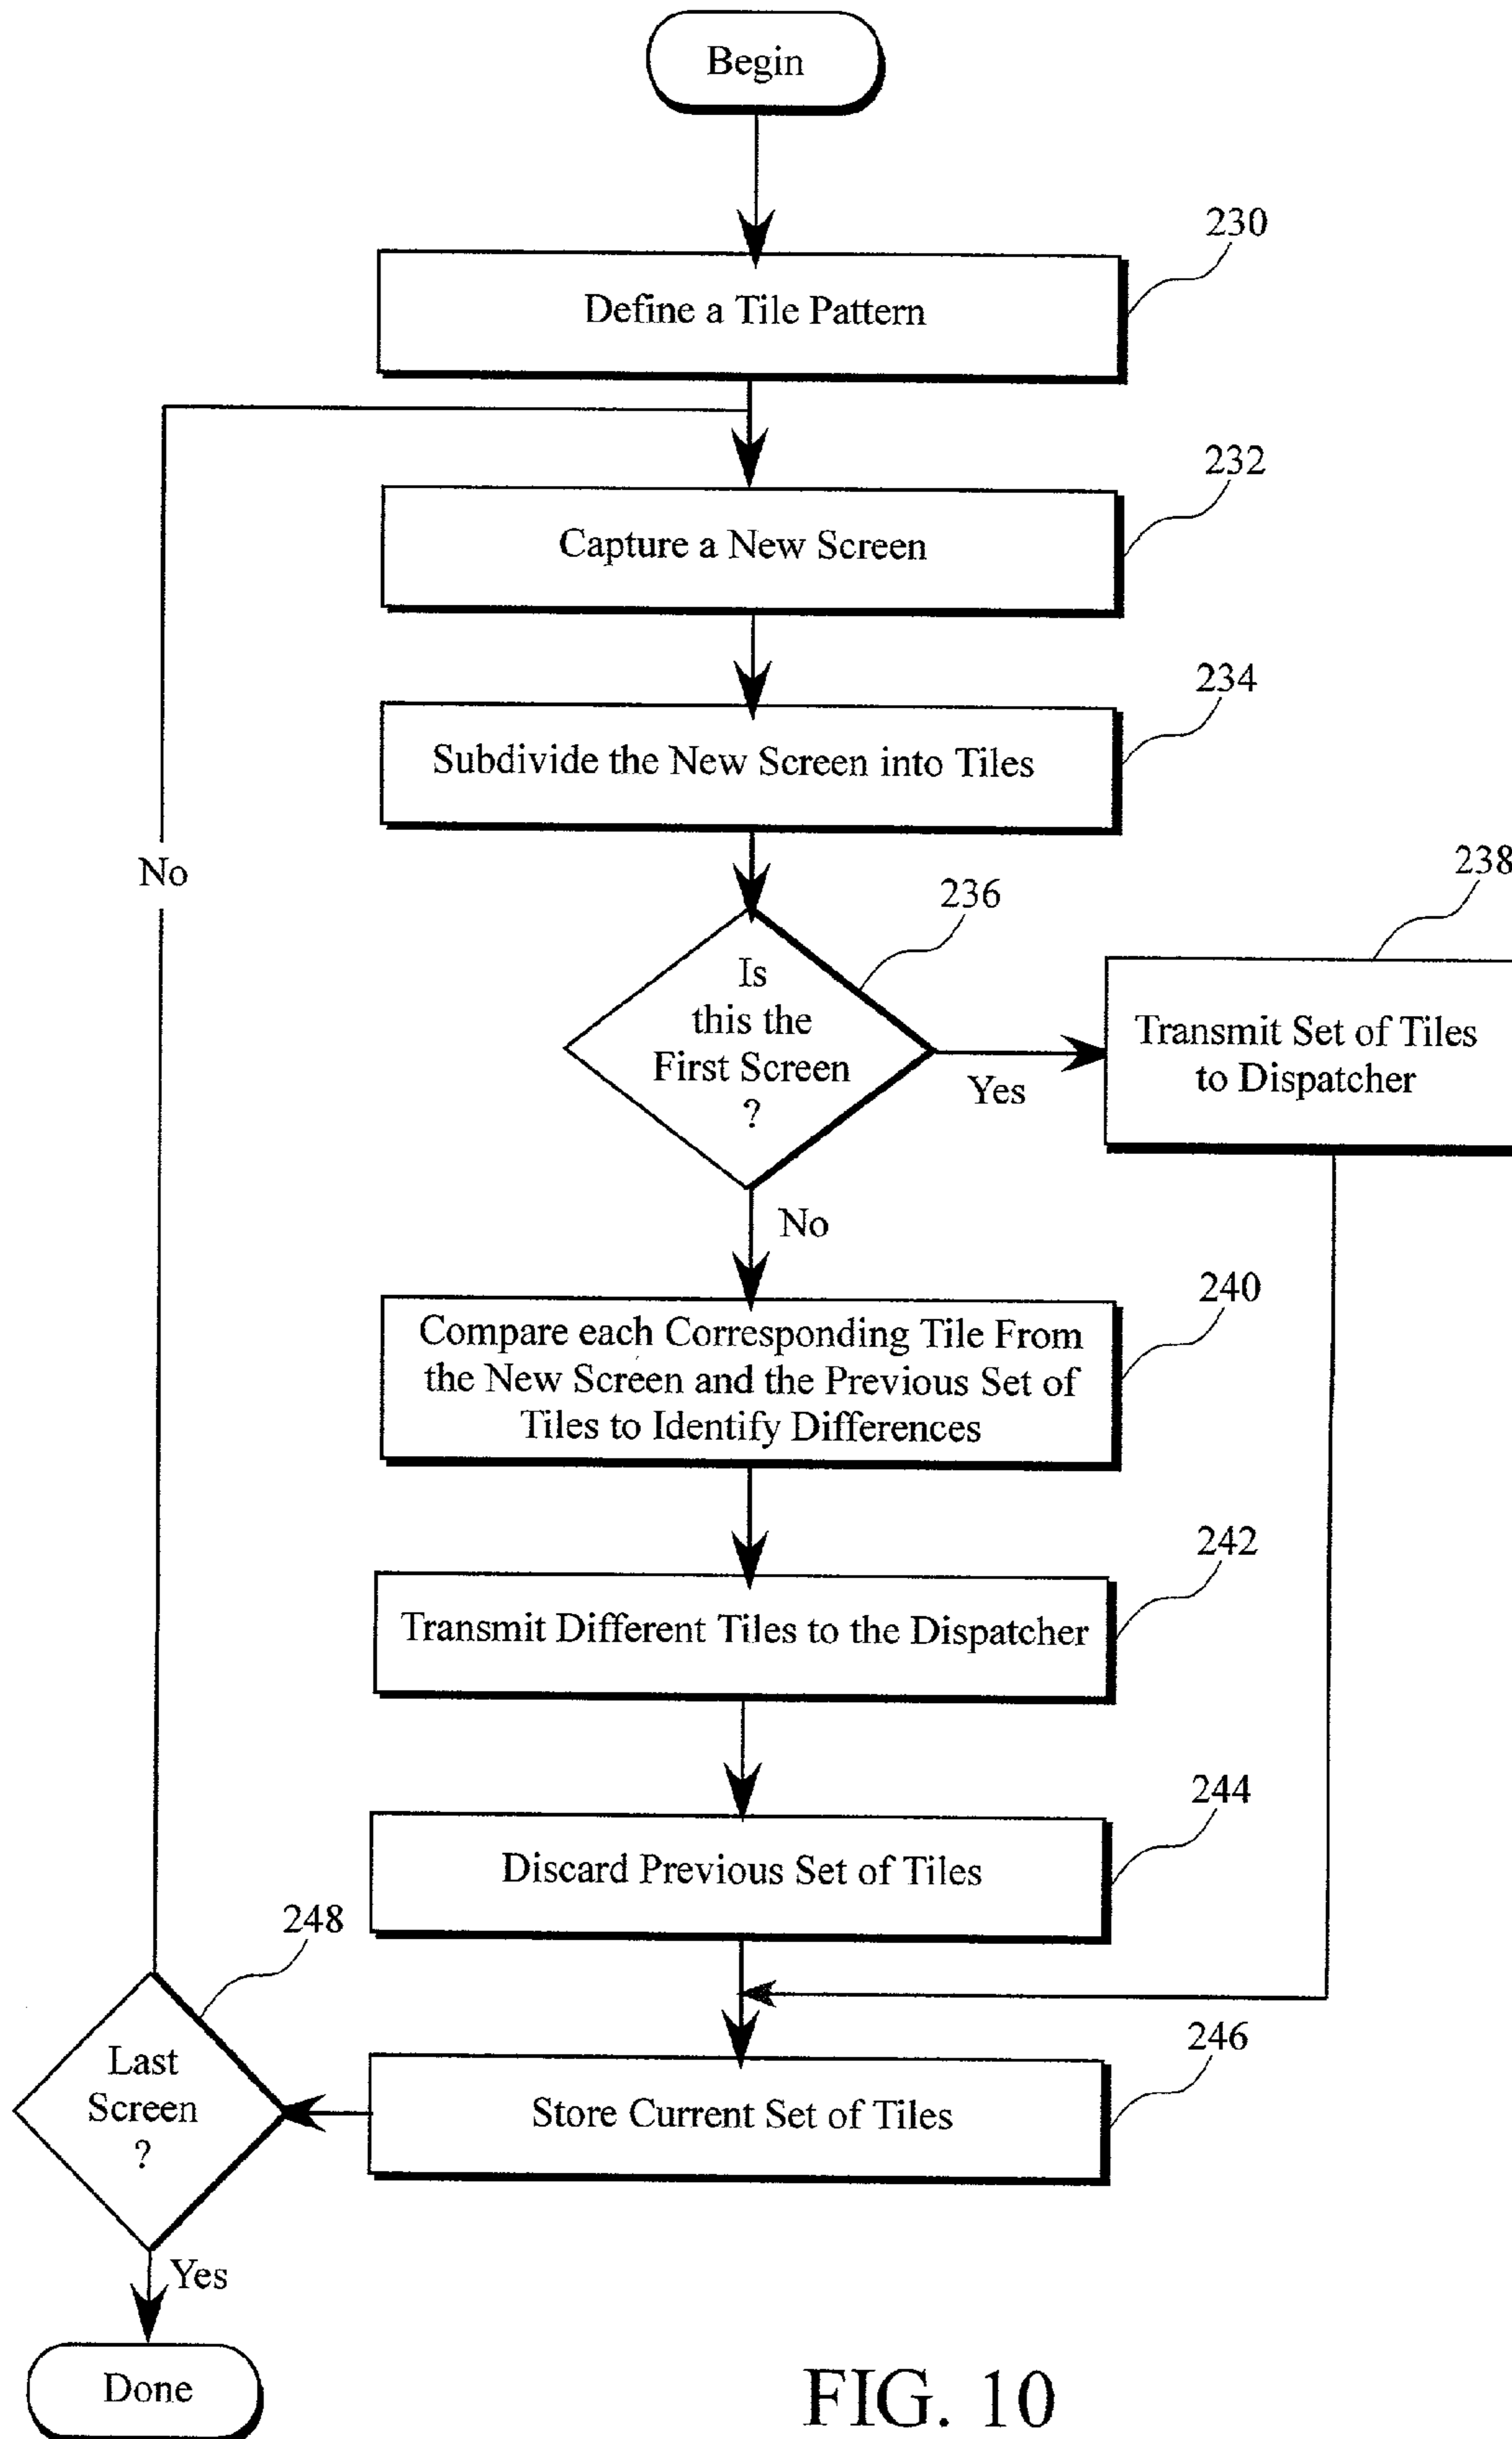 Begin
230
Define a Tile Pattern
232
Capture a New Screen
234
Subdivide the New Screen into Tiles
No
236
Is
this the
First Screen
?
Yes
238
Transmit Set of Tiles
to Dispatcher
No
240
Compare each Corresponding Tile From
the New Screen and the Previous Set of
Tiles to Identify Differences
242
Transmit Different Tiles to the Dispatcher
244
Discard Previous Set of Tiles
246
Store Current Set of Tiles
248
Last
Screen
?
Yes
Done
FIG. 10